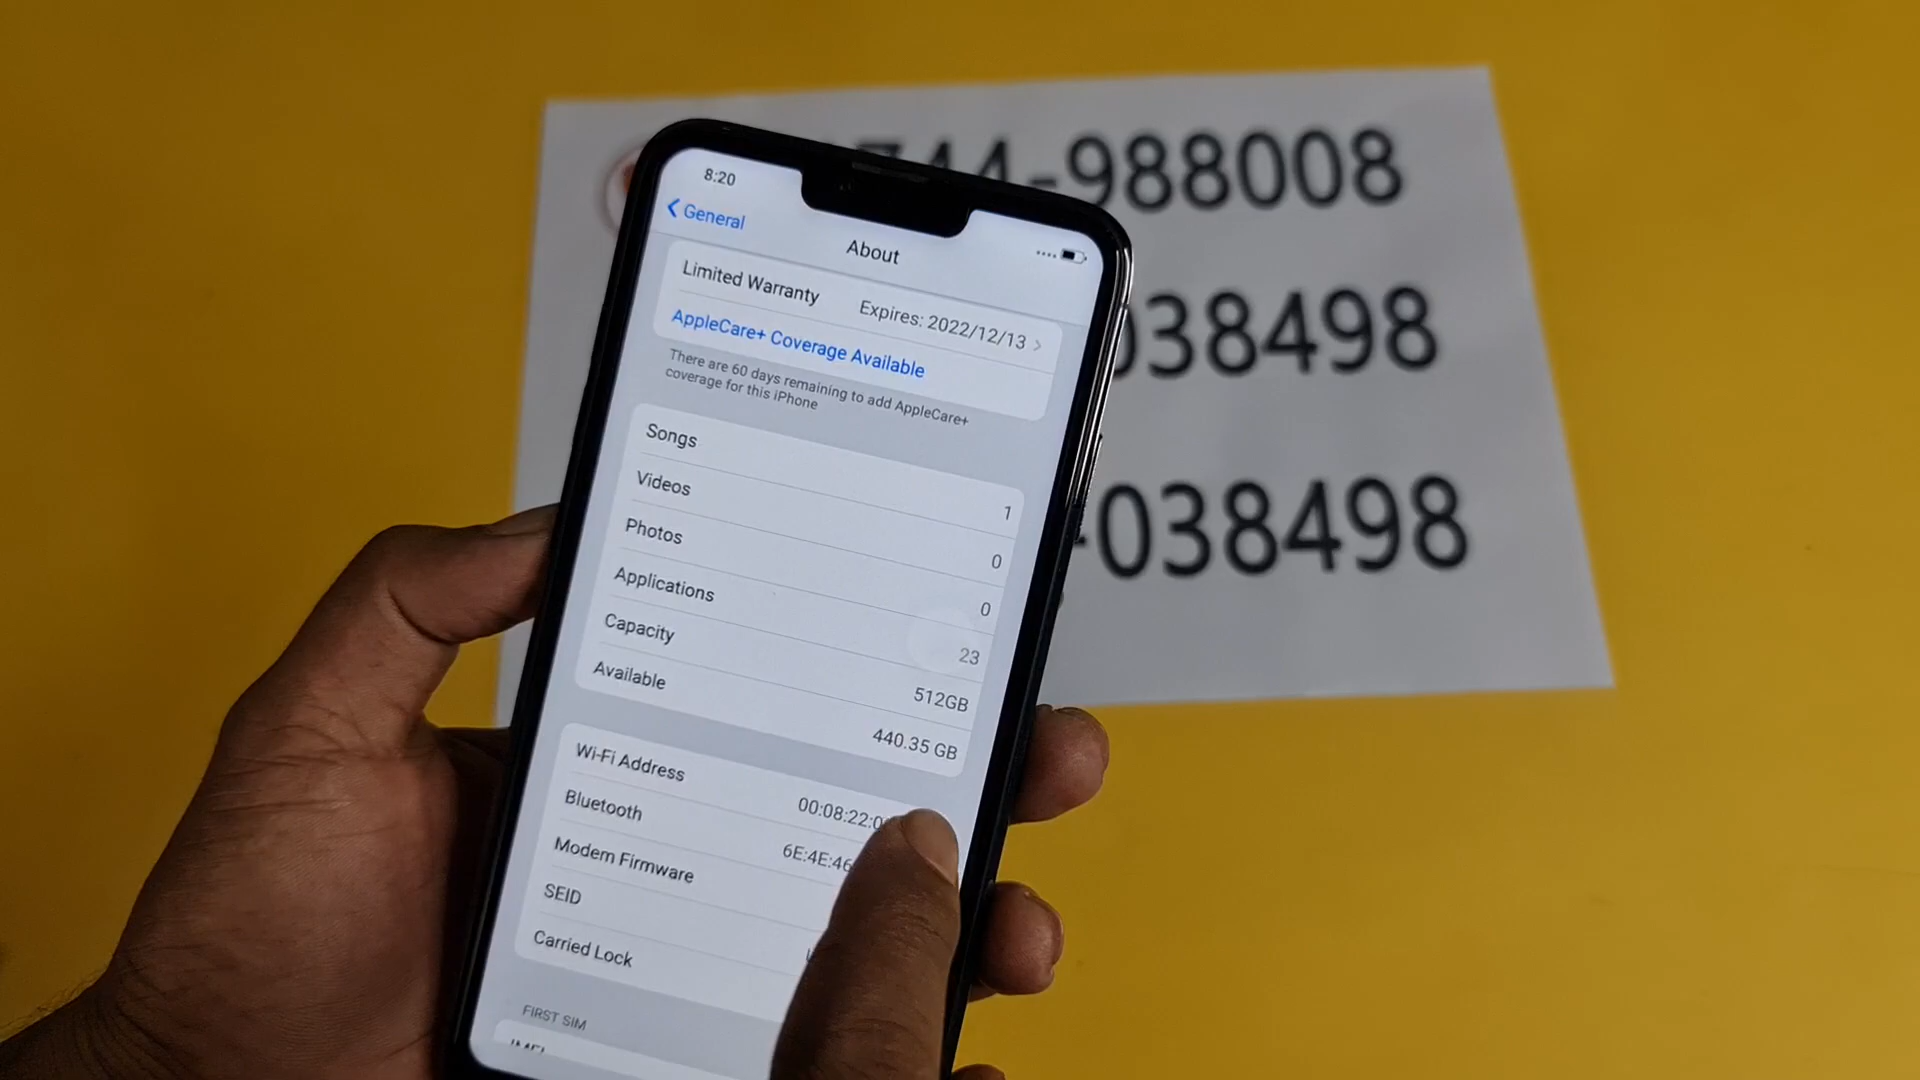 744-988008
038498
-038498
8:20
General
About
Limited Warranty Expires: 2022/12/13
AppleCare+ Coverage Available
There are 60 days remaining to add AppleCare+
coverage for this iPhone
Songs 1
Videos 0
Photos 0
Applications 23
Capacity 512GB
Available 440.35 GB
Wi-Fi Address 00:08:22:0
Bluetooth 6E:4E:46
Modem Firmware
SEID
Carried Lock
FIRST SIM